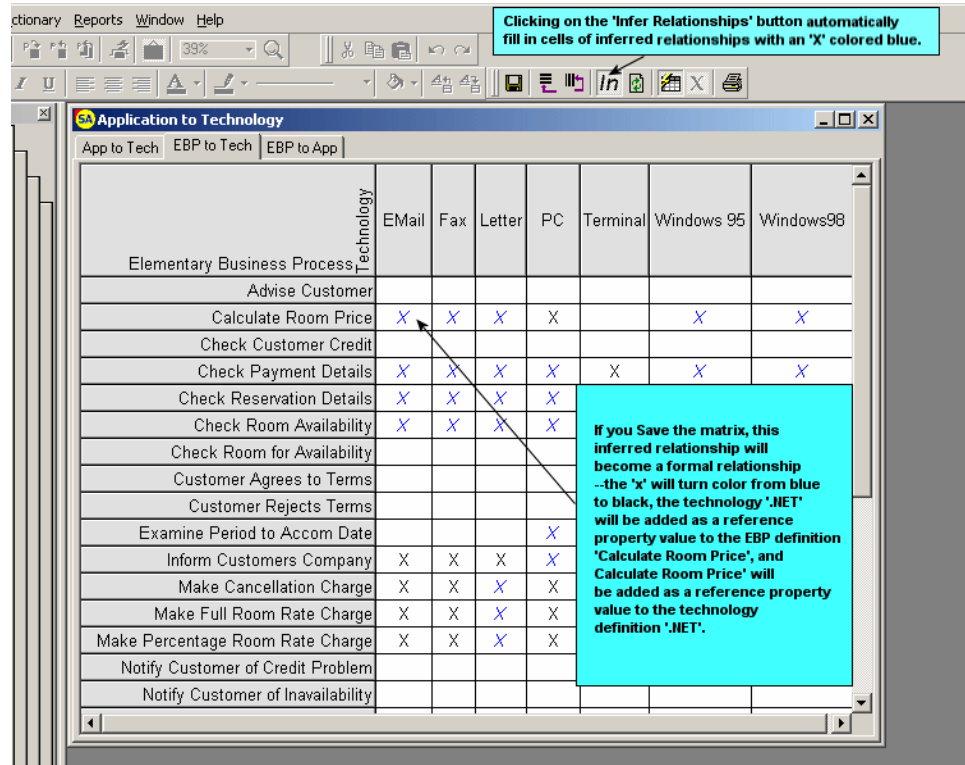 ctionary Reports Window Help
Clicking on the 'Infer Relationships' button automatically
fill in cells of inferred relationships with an 'X' colored blue.
39%
I U A In X
SA Application to Technology
App to Tech EBP to Tech EBP to App
Technology
Elementary Business Process
EMail Fax Letter PC Terminal Windows 95 Windows98
Advise Customer
Calculate Room Price X X X X X X
Check Customer Credit
Check Payment Details X X X X X X X
Check Reservation Details X X X X
Check Room Availability X X X X
Check Room for Availability
Customer Agrees to Terms
Customer Rejects Terms
Examine Period to Accom Date X
Inform Customers Company X X X X
Make Cancellation Charge X X X X
Make Full Room Rate Charge X X X X
Make Percentage Room Rate Charge X X X X
Notify Customer of Credit Problem
Notify Customer of Inavailability
If you Save the matrix, this
inferred relationship will
become a formal relationship
--the 'x' will turn color from blue
to black, the technology '.NET'
will be added as a reference
property value to the EBP definition
'Calculate Room Price', and
Calculate Room Price' will
be added as a reference property
value to the technology
definition '.NET'.